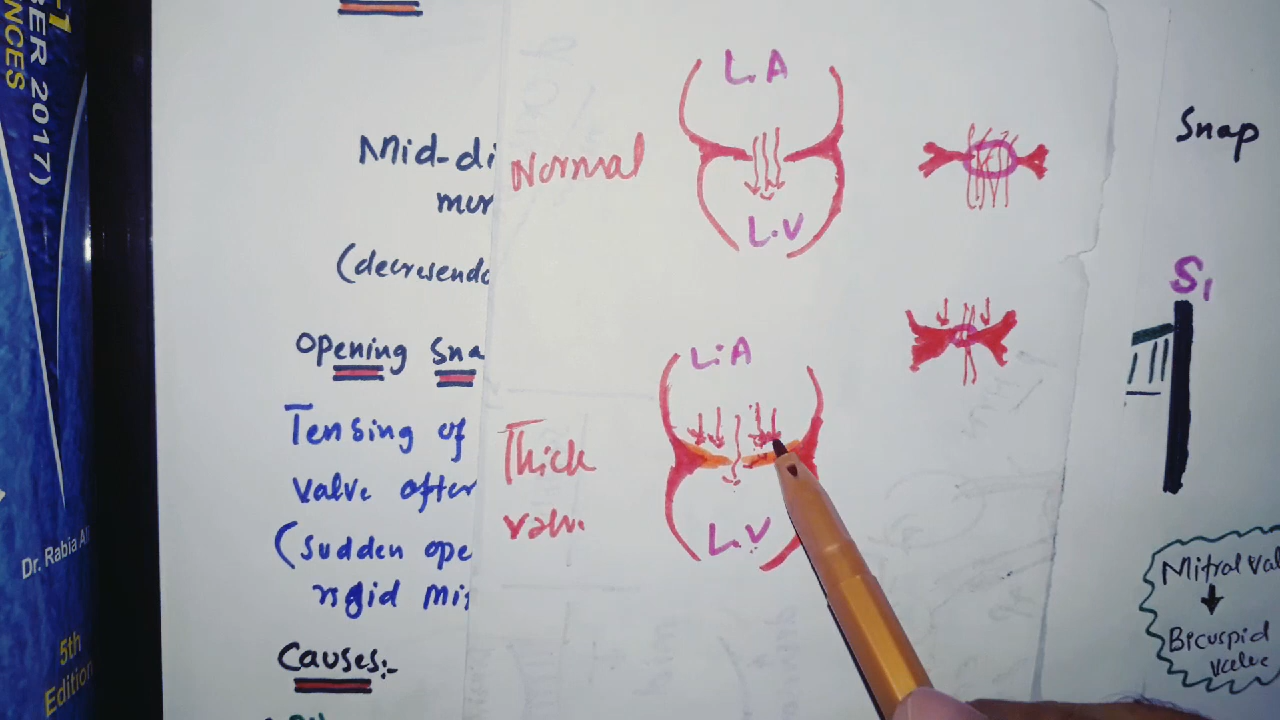 -1
BER 2017)
NCES
Dr. Rabia A
5th
Edition
Mid-di
mur
(decresendo
Opening Sna
Tensing of
valve after
(sudden ope
rigid Mi
Causes:-
Normal
L.A
L.V
Thick
valv.
L.A
L.V
Snap
S1
Mitral val
Bicuspid
valve